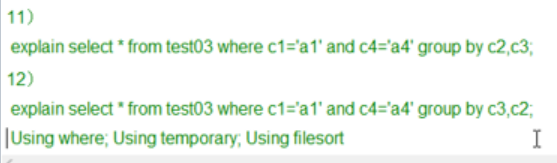 11)
explain select * from test03 where c1='a1' and c4='a4' group by c2,c3;
12)
explain select * from test03 where c1='a1' and c4='a4' group by c3,c2;
Using where; Using temporary; Using filesort